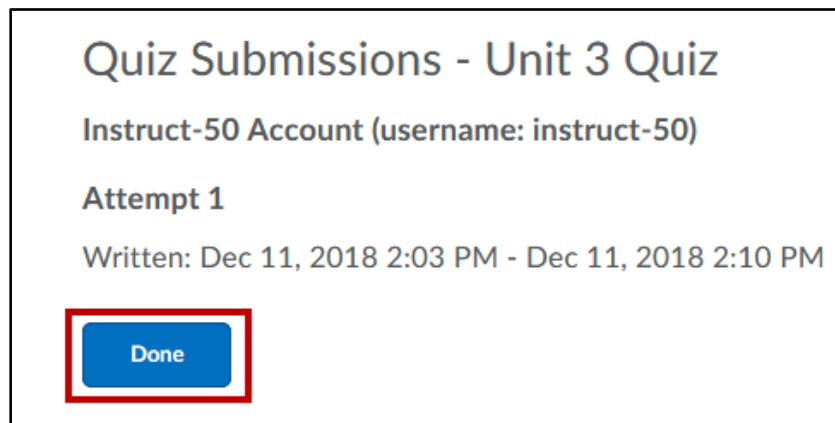 Quiz Submissions - Unit 3 Quiz
Instruct-50 Account (username: instruct-50)
Attempt 1
Written: Dec 11, 2018 2:03 PM - Dec 11, 2018 2:10 PM
Done